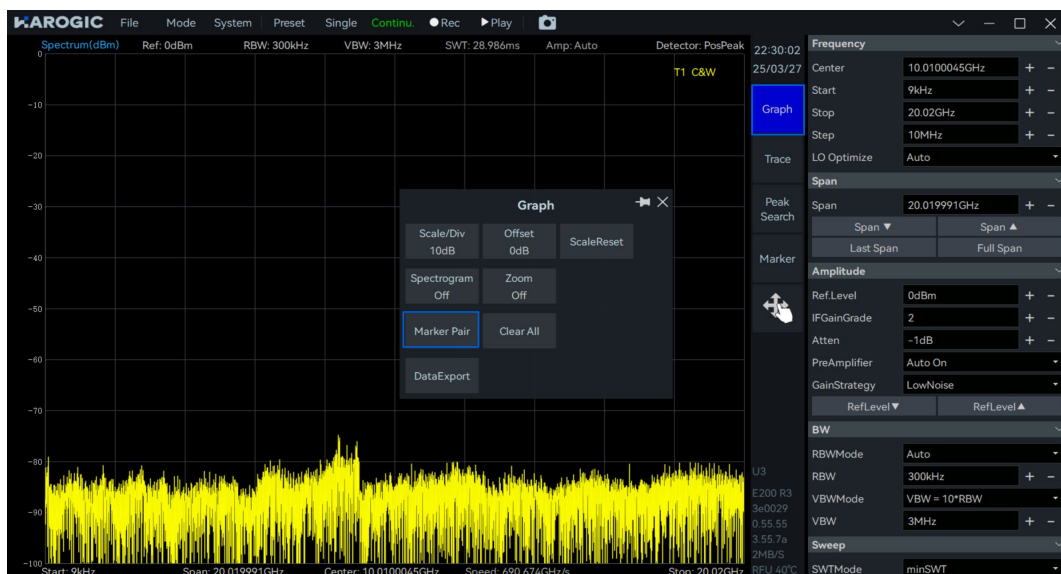 HAROGIC File Mode System Preset Single Continu. Rec Play
Spectrum(dBm) Ref: 0dBm RBW: 300kHz VBW: 3MHz SWT: 28.986ms Amp: Auto Detector: PosPeak
T1 C&W
0
-10
-20
-30
-40
-50
-60
-70
-80
-90
-100
Start: 9kHz Span: 20.019991GHz Center: 10.0100045GHz Speed: 690.674GHz/s Stop: 20.02GHz
Graph
Scale/Div 10dB
Offset 0dB
ScaleReset
Spectrogram Off
Zoom Off
Marker Pair
Clear All
DataExport
22:30:02
25/03/27
Graph
Trace
Peak
Search
Marker
U3
E200 R3
3e0029
0.55.55
3.55.7a
2MB/S
RFU 40°C
Frequency
Center 10.0100045GHz + -
Start 9kHz + -
Stop 20.02GHz + -
Step 10MHz + -
LO Optimize Auto
Span
Span 20.019991GHz + -
Span ▼ Span ▲
Last Span Full Span
Amplitude
Ref.Level 0dBm + -
IFGainGrade 2 + -
Atten -1dB + -
PreAmplifier Auto On
GainStrategy LowNoise
RefLevel▼ RefLevel▲
BW
RBWMode Auto
RBW 300kHz + -
VBWMode VBW = 10*RBW
VBW 3MHz + -
Sweep
SWTMode minSWT